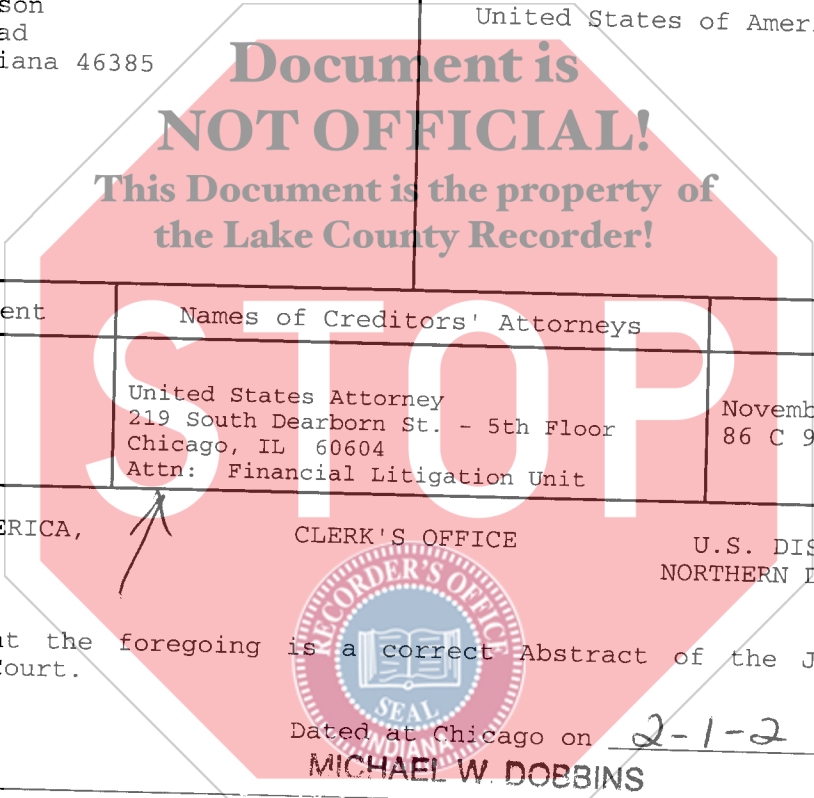 son
ad
iana 46385
United States of Ameri
Document is
NOT OFFICIAL!
This Document is the property of
the Lake County Recorder!
STOP
ent
Names of Creditors' Attorneys
United States Attorney
219 South Dearborn St. - 5th Floor
Chicago, IL 60604
Attn: Financial Litigation Unit
Novemb
86 C 9
ERICA,
CLERK'S OFFICE
U.S. DIS
NORTHERN D
RECORDER'S OFFICE
at the foregoing is a correct Abstract of the J
Court.
SEAL
INDIANA
Dated at Chicago on 2-1-2
MICHAEL W. DOBBINS